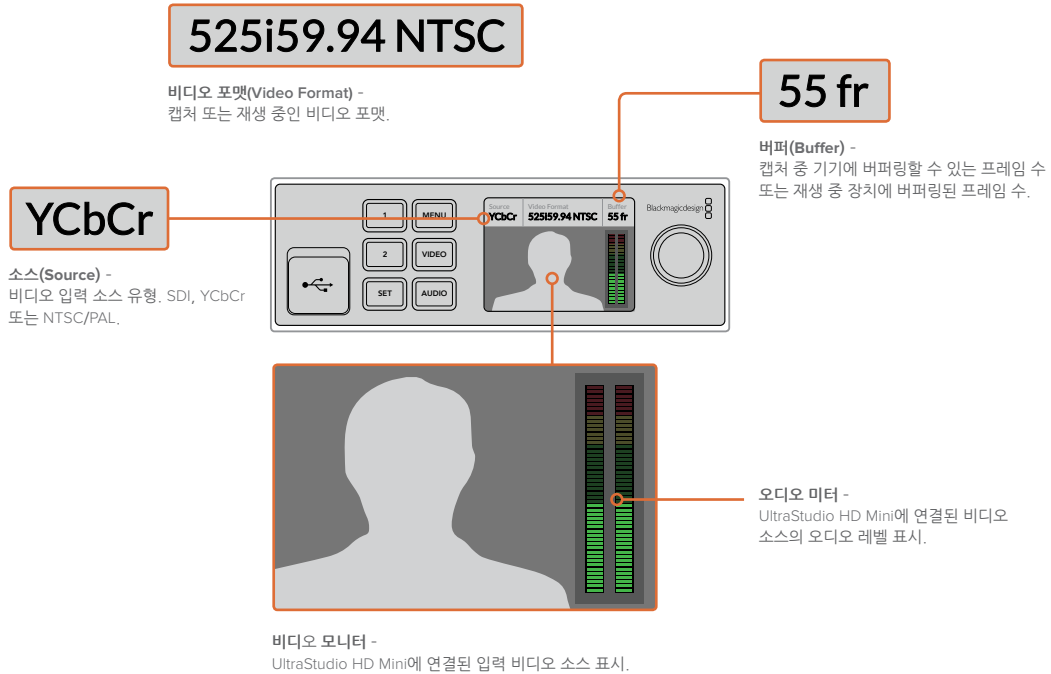 525i59.94 NTSC
비디오 포맷(Video Format) -
캡처 또는 재생 중인 비디오 포맷.
55 fr
버퍼(Buffer) -
캡처 중 기기에 버퍼링할 수 있는 프레임 수
또는 재생 중 장치에 버퍼링된 프레임 수.
YCbCr
소스(Source) -
비디오 입력 소스 유형. SDI, YCbCr
또는 NTSC/PAL.
1 MENU
2 VIDEO
SET AUDIO
Source Video Format Buffer
YCbCr 525I59.94 NTSC 55 fr
Blackmagicdesign
오디오 미터 -
UltraStudio HD Mini에 연결된 비디오
소스의 오디오 레벨 표시.
비디오 모니터 -
UltraStudio HD Mini에 연결된 입력 비디오 소스 표시.